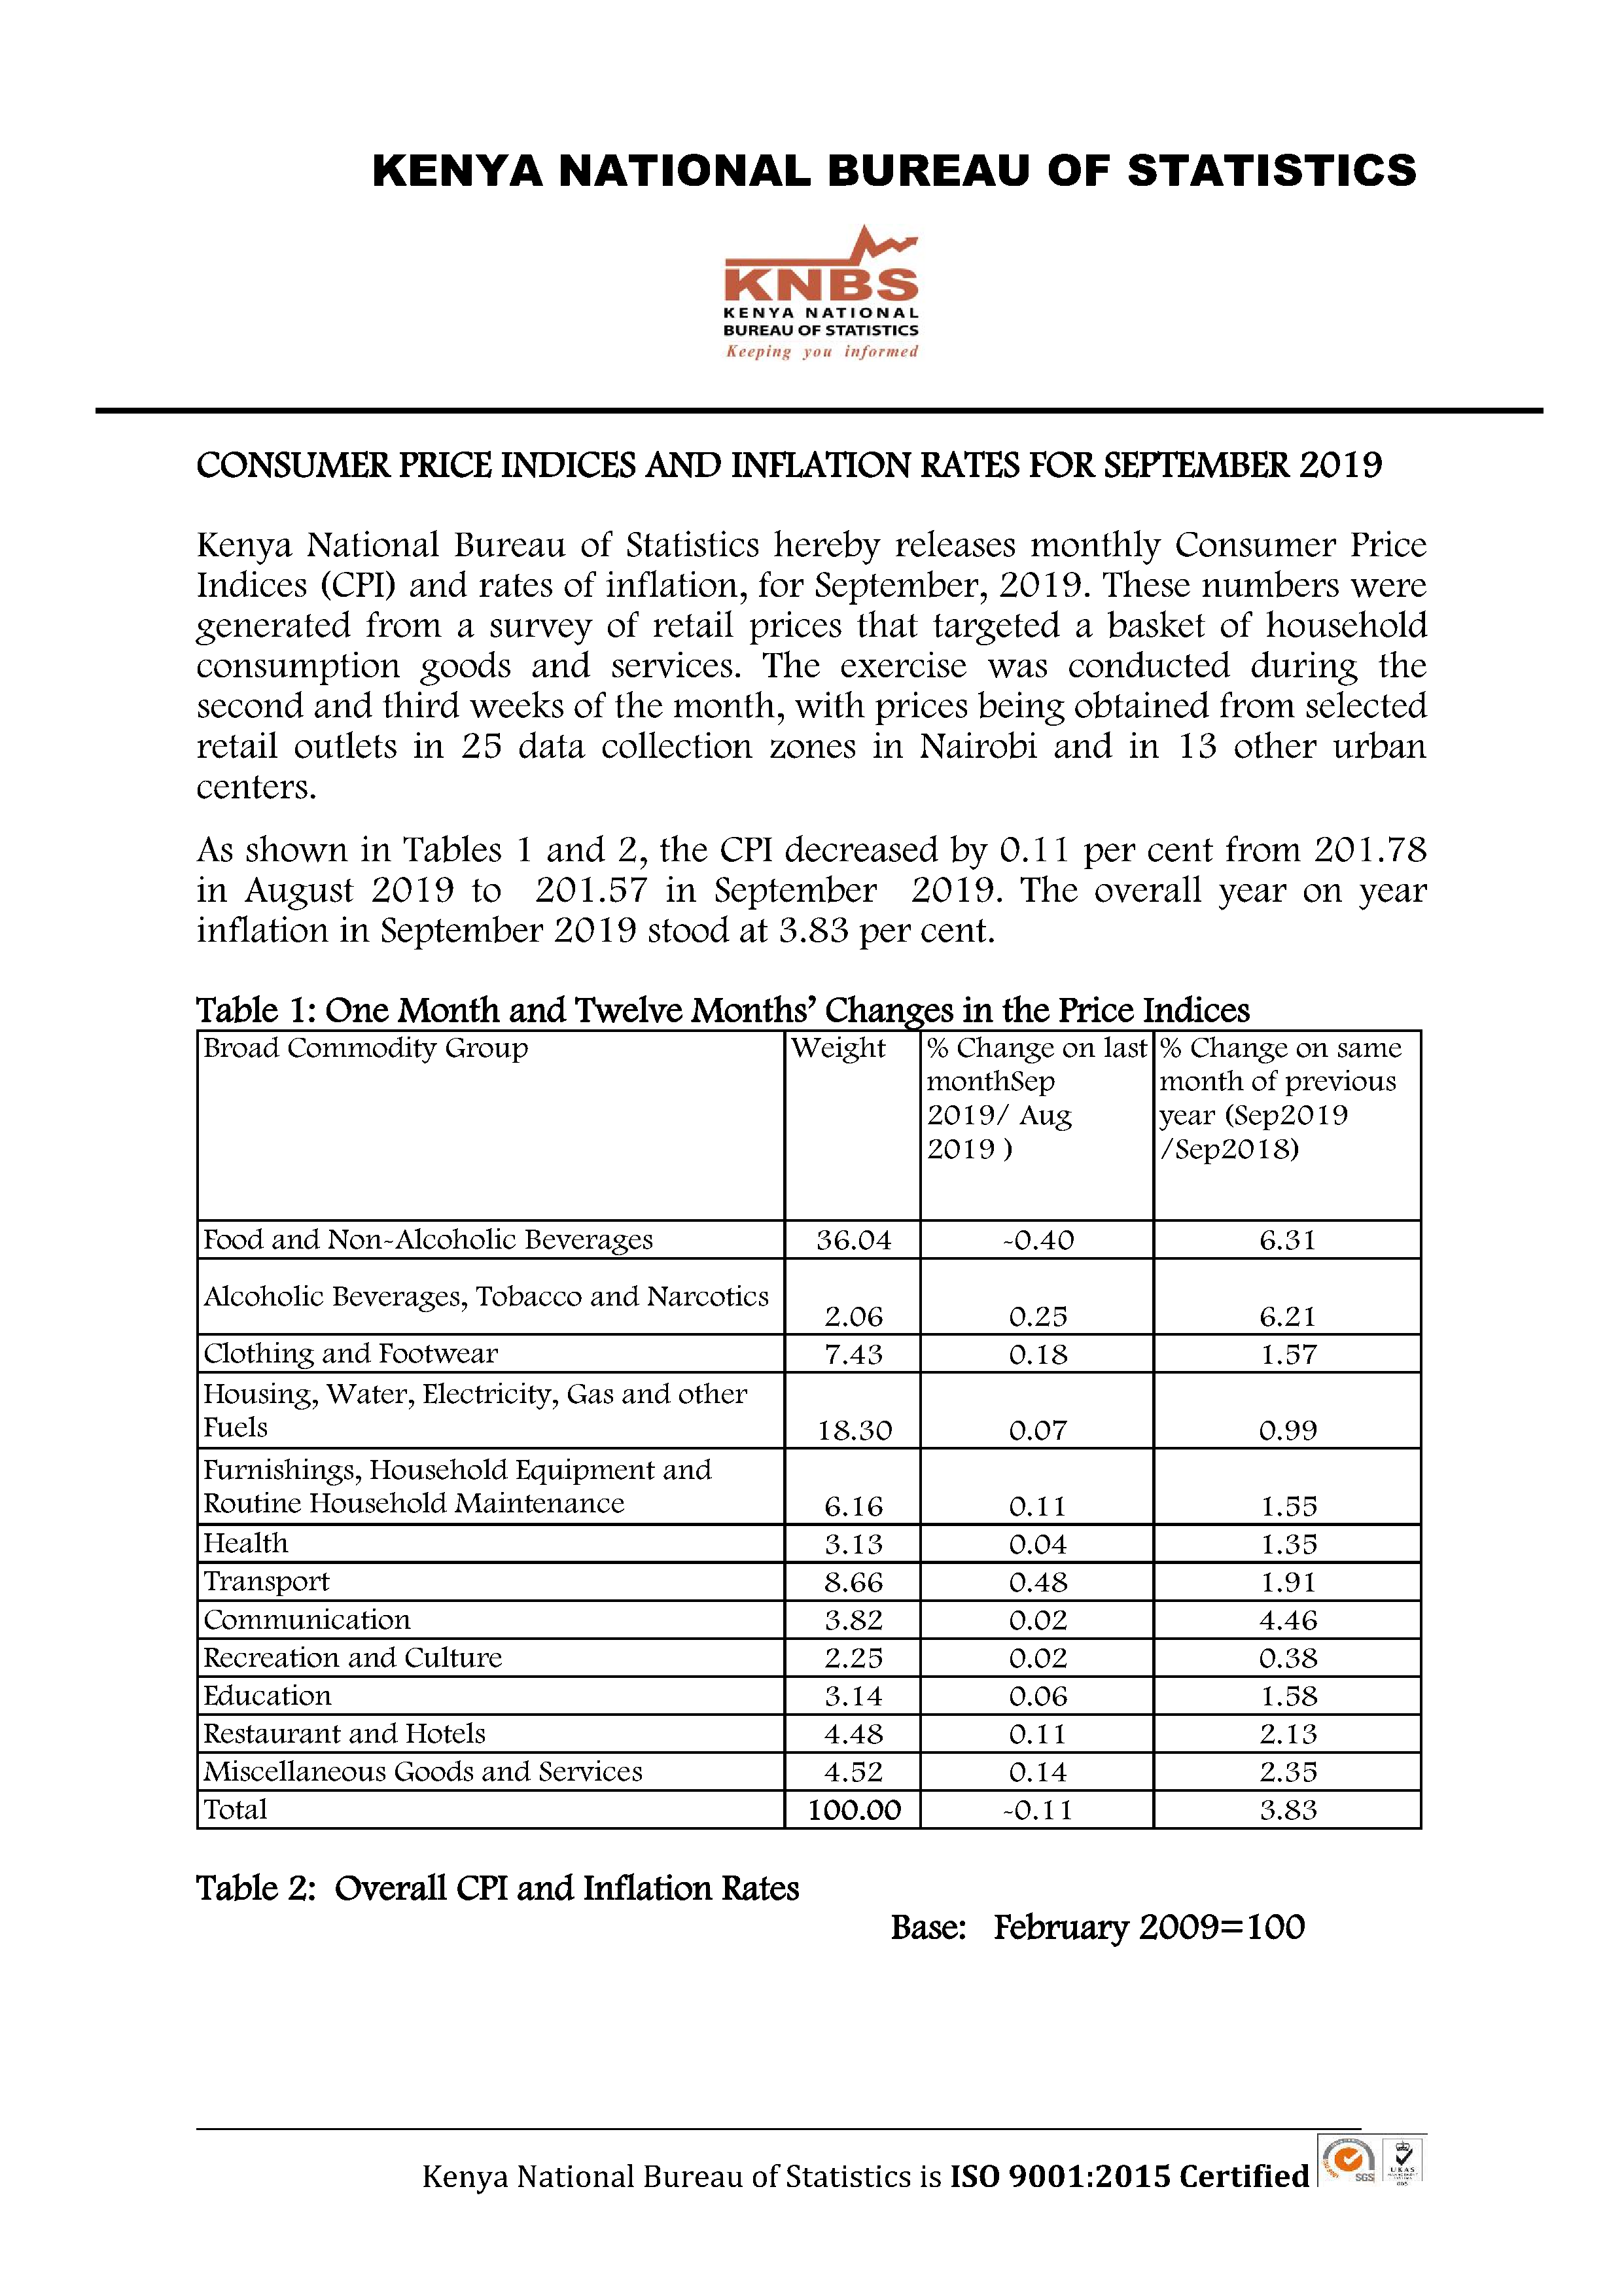 KENYA NATIONAL BUREAU OF STATISTICS
KNBS
KENYA NATIONAL
BUREAU OF STATISTICS
Keeping you informed
CONSUMER PRICE INDICES AND INFLATION RATES FOR SEPTEMBER 2019
Kenya National Bureau of Statistics hereby releases monthly Consumer Price
Indices (CPI) and rates of inflation, for September, 2019. These numbers were
generated from a survey of retail prices that targeted a basket of household
consumption goods and services. The exercise was conducted during the
second and third weeks of the month, with prices being obtained from selected
retail outlets in 25 data collection zones in Nairobi and in 13 other urban
centers.
As shown in Tables 1 and 2, the CPI decreased by 0.11 per cent from 201.78
in August 2019 to 201.57 in September 2019. The overall year on year
inflation in September 2019 stood at 3.83 per cent.
Table 1: One Month and Twelve Months’ Changes in the Price Indices
Broad Commodity Group Weight % Change on last % Change on same
monthSep month of previous
2019/ Aug year (Sep2019
2019 ) /Sep2018)
Food and Non-Alcoholic Beverages 36.04 -0.40 6.31
Alcoholic Beverages, Tobacco and Narcotics
2.06 0.25 6.21
Clothing and Footwear 7.43 0.18 1.57
Housing, Water, Electricity, Gas and other
Fuels 18.30 0.07 0.99
Furnishings, Household Equipment and
Routine Household Maintenance 6.16 0.11 1.55
Health 3.13 0.04 1.35
Transport 8.66 0.48 1.91
Communication 3.82 0.02 4.46
Recreation and Culture 2.25 0.02 0.38
Education 3.14 0.06 1.58
Restaurant and Hotels 4.48 0.11 2.13
Miscellaneous Goods and Services 4.52 0.14 2.35
Total 100.00 -0.11 3.83
Table 2: Overall CPI and Inflation Rates
Base: February 2009=100
Kenya National Bureau of Statistics is ISO 9001:2015 Certified
SGS
UKAS